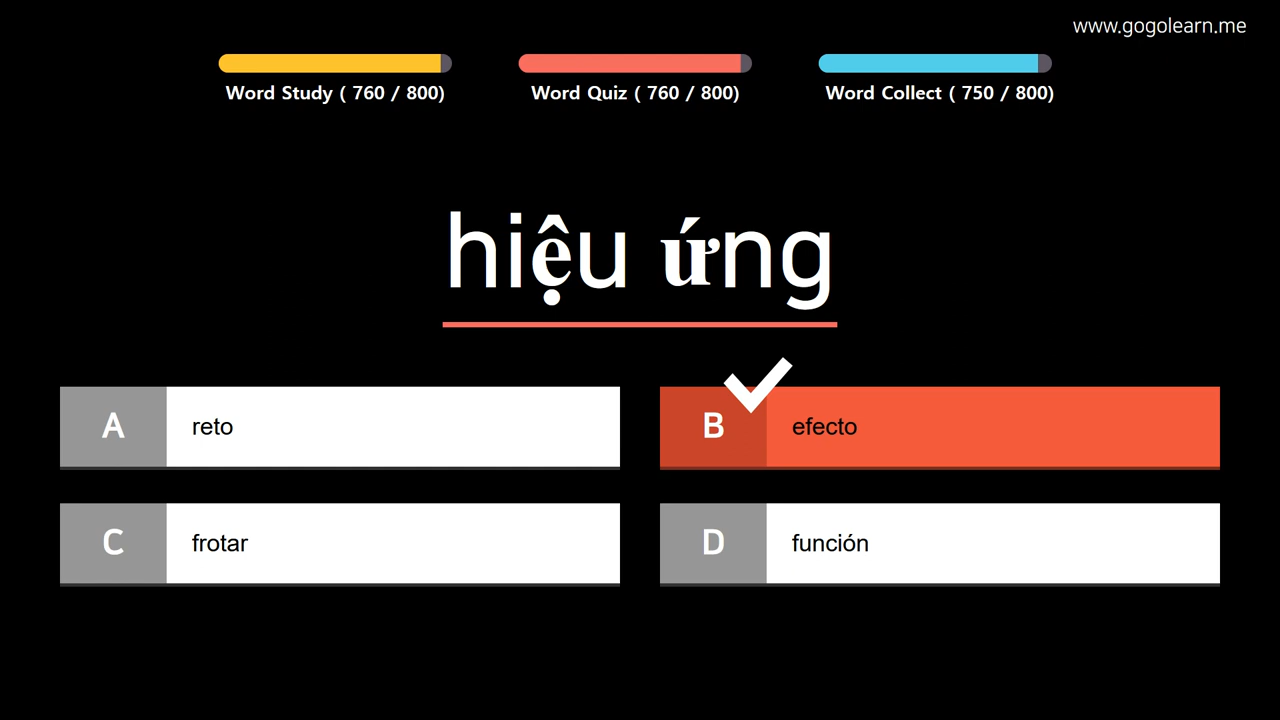 www.gogolearn.me
Word Study ( 760 / 800)
Word Quiz ( 760 / 800)
Word Collect ( 750 / 800)
hiệu ứng
A reto
B efecto
C frotar
D función